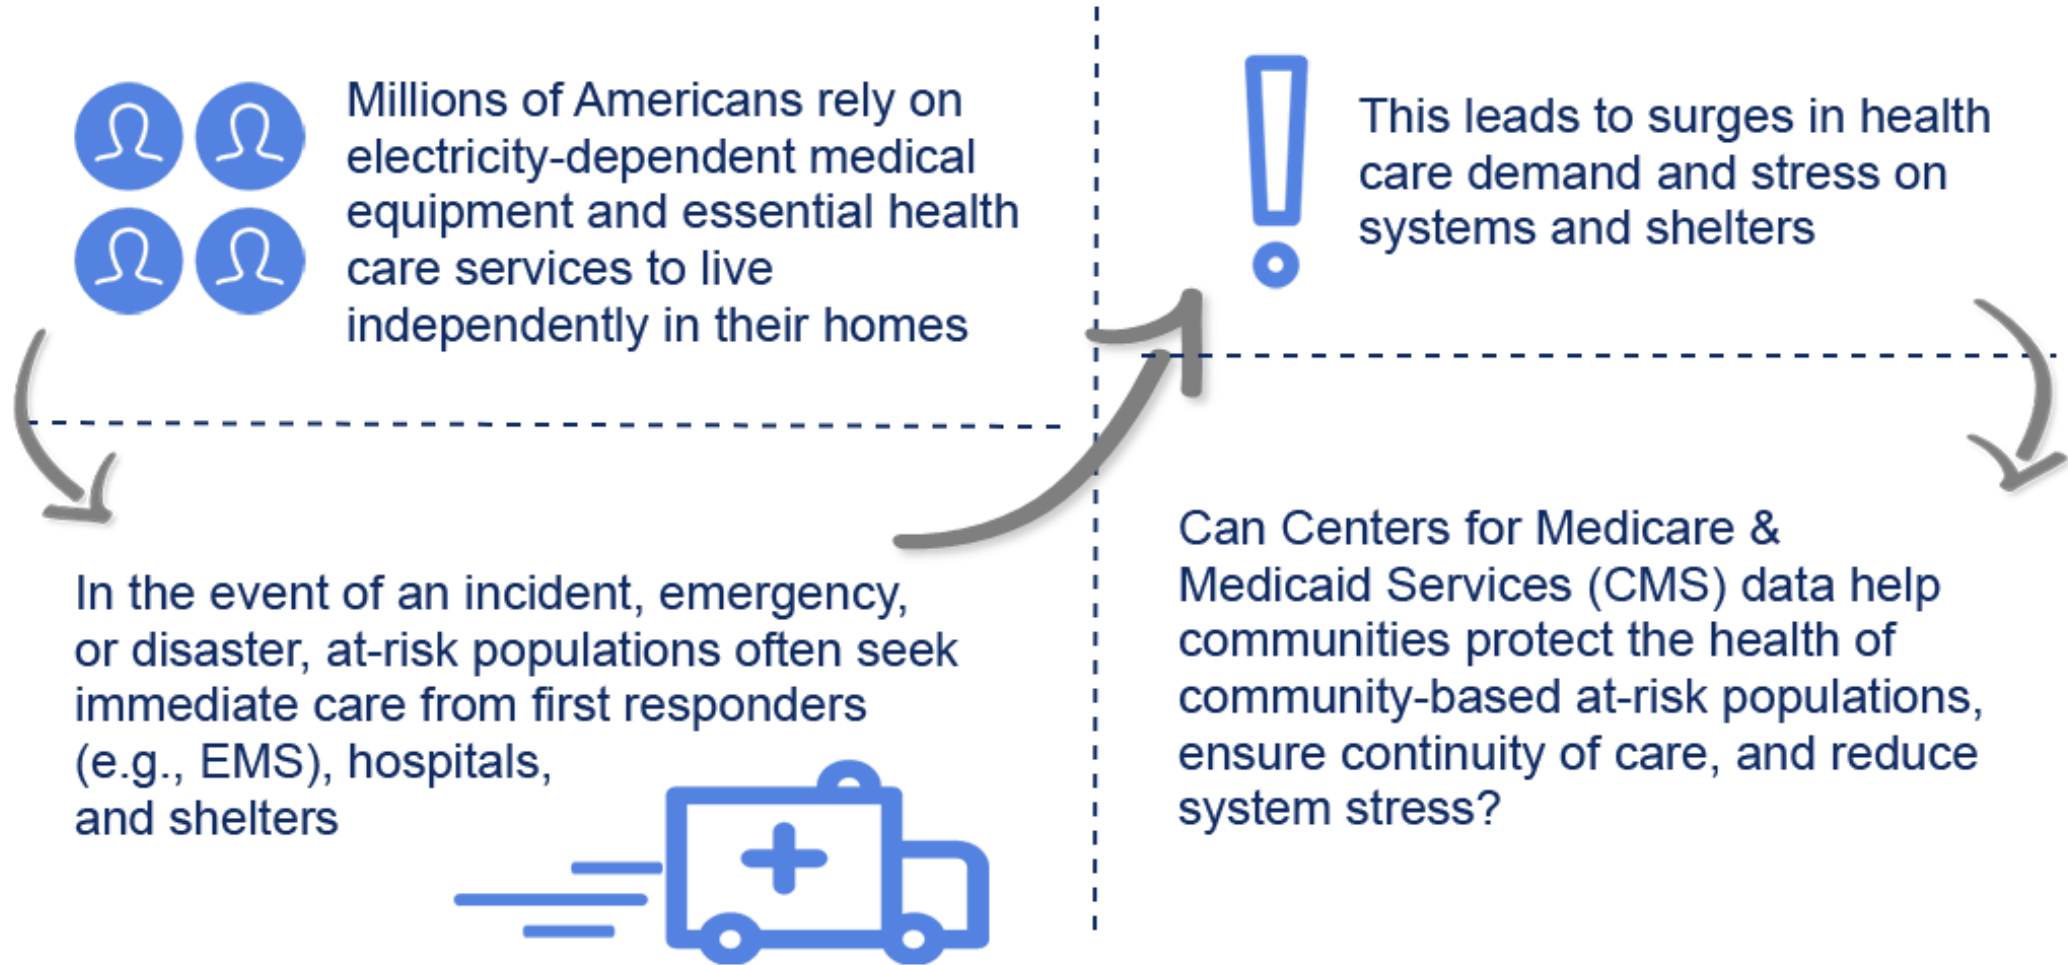 Millions of Americans rely on
electricity-dependent medical
equipment and essential health
care services to live
independently in their homes
In the event of an incident, emergency,
or disaster, at-risk populations often seek
immediate care from first responders
(e.g., EMS), hospitals,
and shelters
This leads to surges in health
care demand and stress on
systems and shelters
Can Centers for Medicare &
Medicaid Services (CMS) data help
communities protect the health of
community-based at-risk populations,
ensure continuity of care, and reduce
system stress?